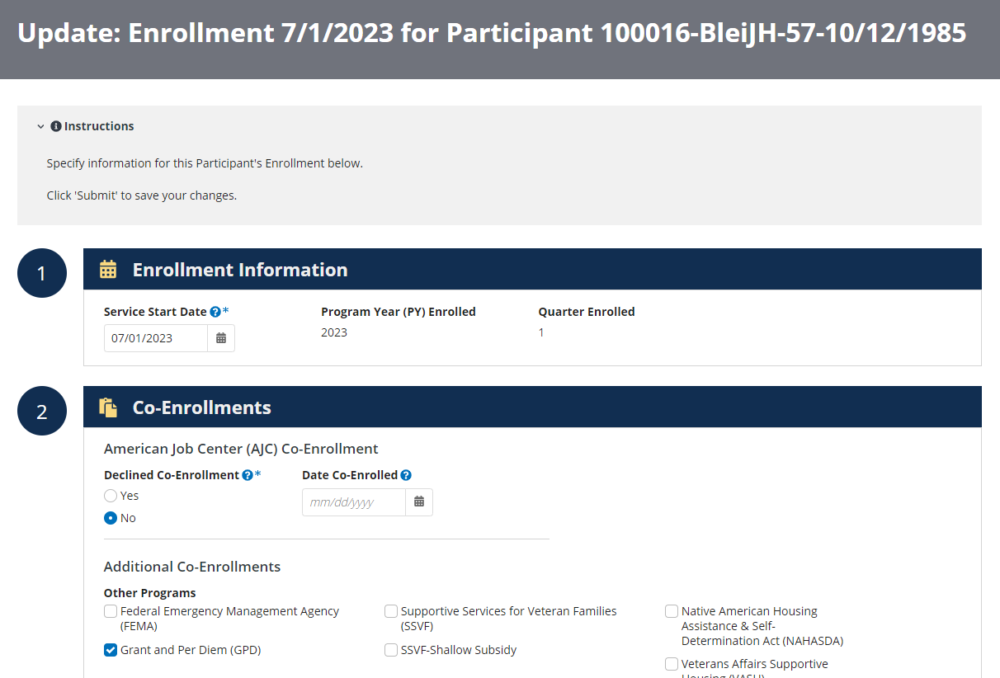 Update: Enrollment 7/1/2023 for Participant 100016-BleiJH-57-10/12/1985
Instructions
Specify information for this Participant's Enrollment below.
Click 'Submit' to save your changes.
1
Enrollment Information
Service Start Date ?*
Program Year (PY) Enrolled
Quarter Enrolled
07/01/2023
2023
1
2
Co-Enrollments
American Job Center (AJC) Co-Enrollment
Declined Co-Enrollment ?*
Date Co-Enrolled ?
Yes
mm/dd/yyyy
No
Additional Co-Enrollments
Other Programs
Federal Emergency Management Agency
(FEMA)
Grant and Per Diem (GPD)
Supportive Services for Veteran Families
(SSVF)
SSVF-Shallow Subsidy
Native American Housing
Assistance & Self-
Determination Act (NAHASDA)
Veterans Affairs Supportive
Housing (VASH)